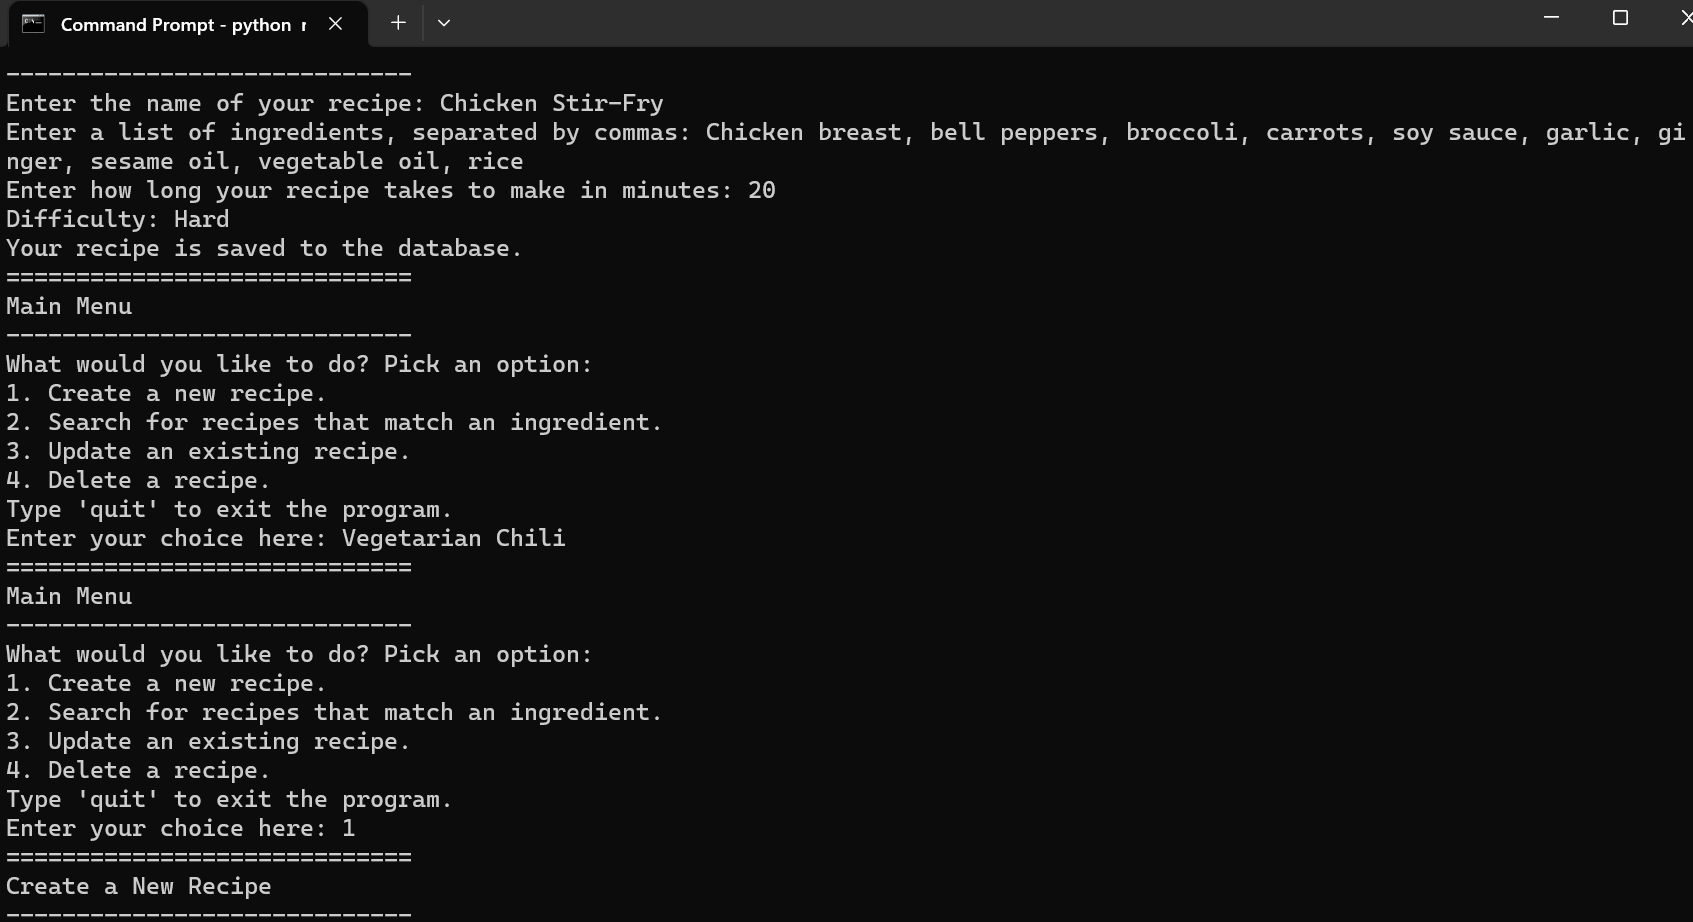 Command Prompt - python
-----------------------------
Enter the name of your recipe: Chicken Stir-Fry
Enter a list of ingredients, separated by commas: Chicken breast, bell peppers, broccoli, carrots, soy sauce, garlic, gi
nger, sesame oil, vegetable oil, rice
Enter how long your recipe takes to make in minutes: 20
Difficulty: Hard
Your recipe is saved to the database.
=============================
Main Menu
-----------------------------
What would you like to do? Pick an option:
1. Create a new recipe.
2. Search for recipes that match an ingredient.
3. Update an existing recipe.
4. Delete a recipe.
Type 'quit' to exit the program.
Enter your choice here: Vegetarian Chili
=============================
Main Menu
-----------------------------
What would you like to do? Pick an option:
1. Create a new recipe.
2. Search for recipes that match an ingredient.
3. Update an existing recipe.
4. Delete a recipe.
Type 'quit' to exit the program.
Enter your choice here: 1
=============================
Create a New Recipe
-----------------------------